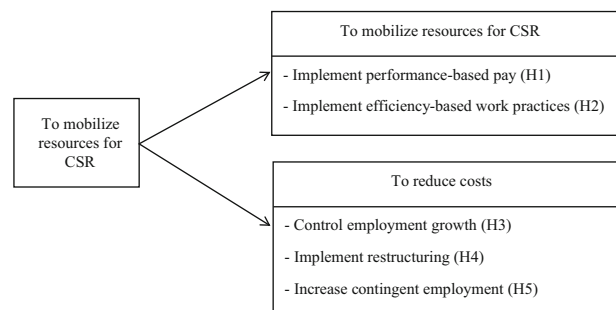 To mobilize
resources for
CSR
To mobilize resources for CSR
- Implement performance-based pay (H1)
- Implement efficiency-based work practices (H2)
To reduce costs
- Control employment growth (H3)
- Implement restructuring (H4)
- Increase contingent employment (H5)